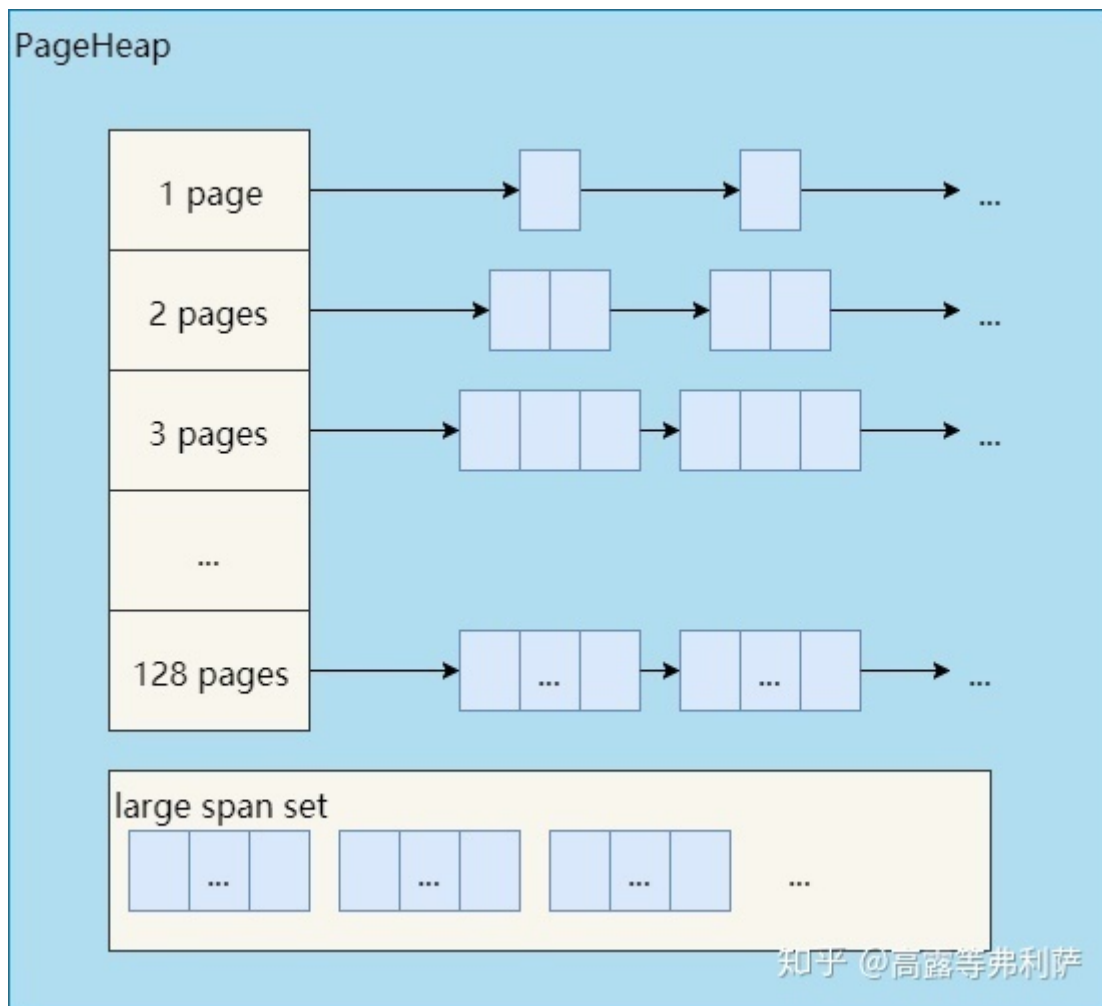 PageHeap
1 page
...
2 pages
...
3 pages
...
...
128 pages
...
...
...
large span set
...
...
...
...
知乎 @高露等弗利萨